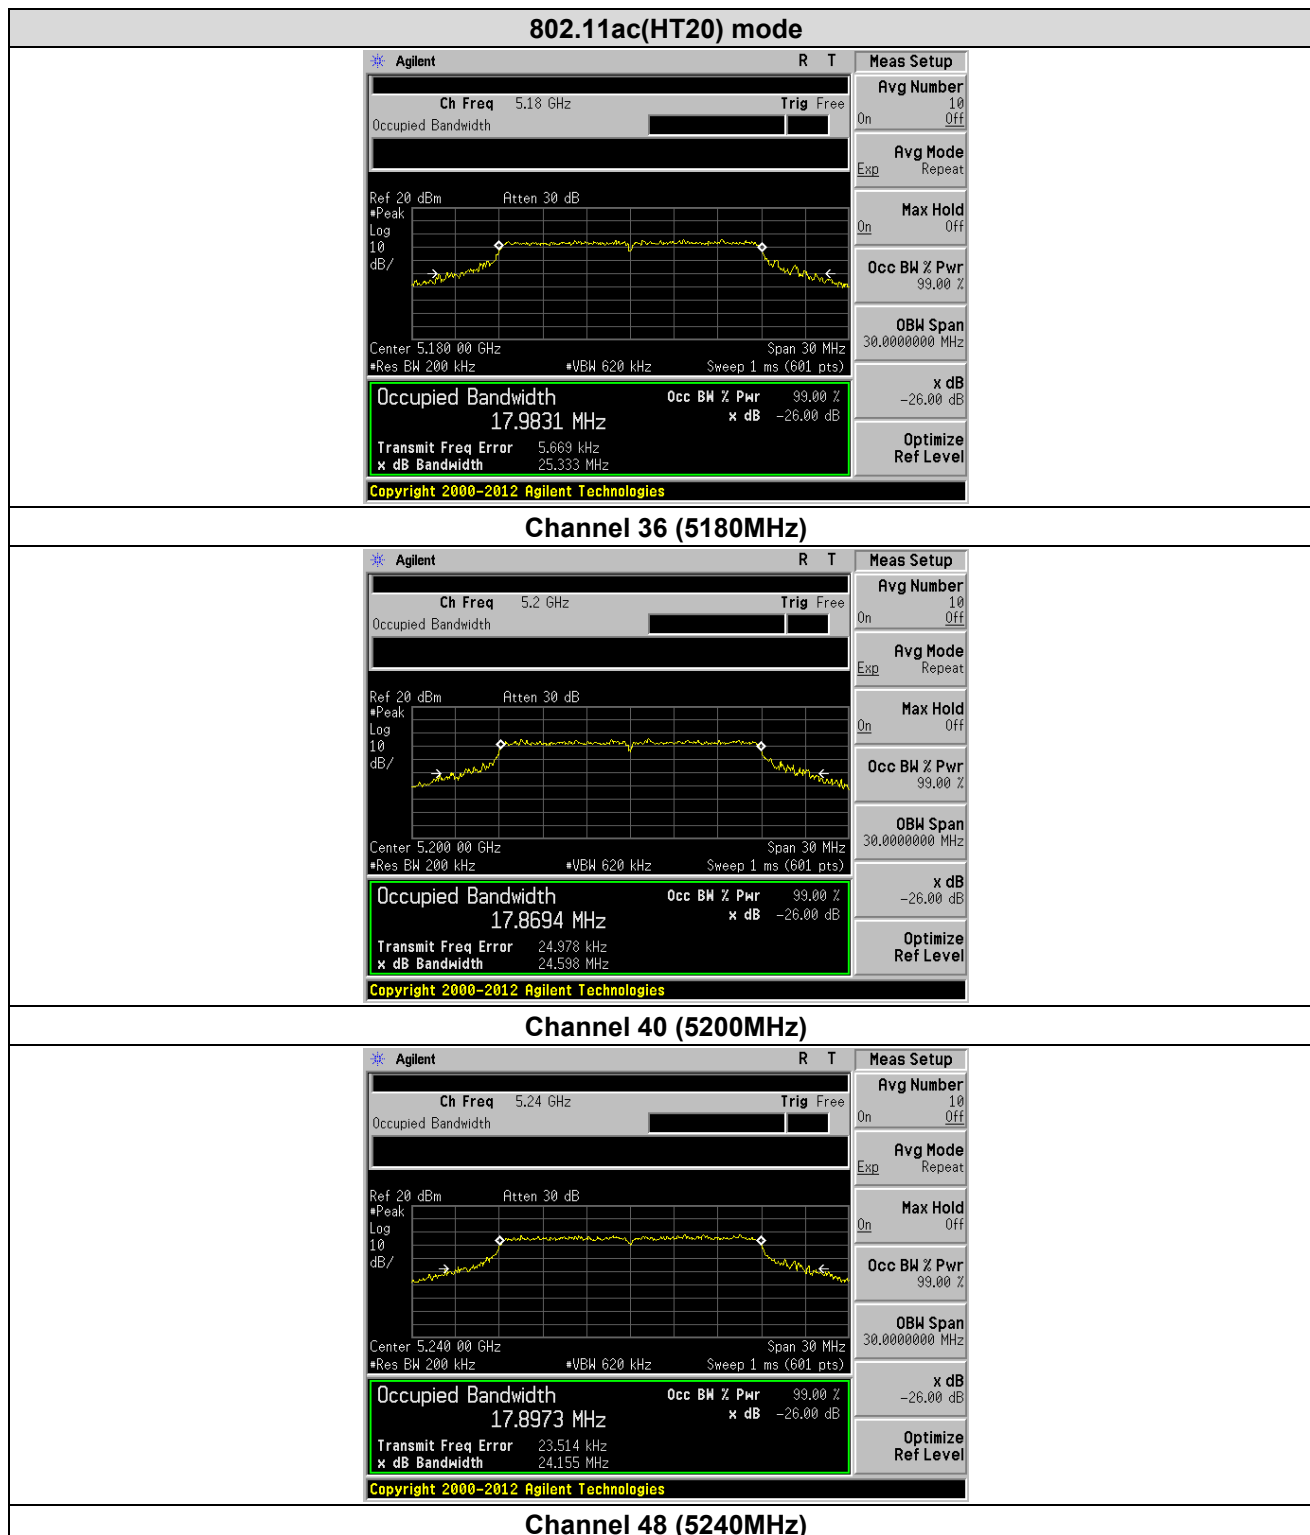 802.11ac(HT20) mode
Agilent R T Meas Setup
Ch Freq 5.18 GHz Trig Free
Occupied Bandwidth
Avg Number
10
On Off
Avg Mode
Exp Repeat
Ref 20 dBm Atten 30 dB
#Peak
Log
10
dB/
Max Hold
On Off
Occ BW % Pwr
99.00 %
OBW Span
30.0000000 MHz
Center 5.180 00 GHz Span 30 MHz
#Res BW 200 kHz #VBW 620 kHz Sweep 1 ms (601 pts)
Occupied Bandwidth Occ BW % Pwr 99.00 %
17.9831 MHz x dB -26.00 dB
Transmit Freq Error 5.669 kHz
x dB Bandwidth 25.333 MHz
x dB
-26.00 dB
Optimize
Ref Level
Copyright 2000-2012 Agilent Technologies
Channel 36 (5180MHz)
Agilent R T Meas Setup
Ch Freq 5.2 GHz Trig Free
Occupied Bandwidth
Avg Number
10
On Off
Avg Mode
Exp Repeat
Ref 20 dBm Atten 30 dB
#Peak
Log
10
dB/
Max Hold
On Off
Occ BW % Pwr
99.00 %
OBW Span
30.0000000 MHz
Center 5.200 00 GHz Span 30 MHz
#Res BW 200 kHz #VBW 620 kHz Sweep 1 ms (601 pts)
Occupied Bandwidth Occ BW % Pwr 99.00 %
17.8694 MHz x dB -26.00 dB
Transmit Freq Error 24.978 kHz
x dB Bandwidth 24.598 MHz
x dB
-26.00 dB
Optimize
Ref Level
Copyright 2000-2012 Agilent Technologies
Channel 40 (5200MHz)
Agilent R T Meas Setup
Ch Freq 5.24 GHz Trig Free
Occupied Bandwidth
Avg Number
10
On Off
Avg Mode
Exp Repeat
Ref 20 dBm Atten 30 dB
#Peak
Log
10
dB/
Max Hold
On Off
Occ BW % Pwr
99.00 %
OBW Span
30.0000000 MHz
Center 5.240 00 GHz Span 30 MHz
#Res BW 200 kHz #VBW 620 kHz Sweep 1 ms (601 pts)
Occupied Bandwidth Occ BW % Pwr 99.00 %
17.8973 MHz x dB -26.00 dB
Transmit Freq Error 23.514 kHz
x dB Bandwidth 24.155 MHz
x dB
-26.00 dB
Optimize
Ref Level
Copyright 2000-2012 Agilent Technologies
Channel 48 (5240MHz)